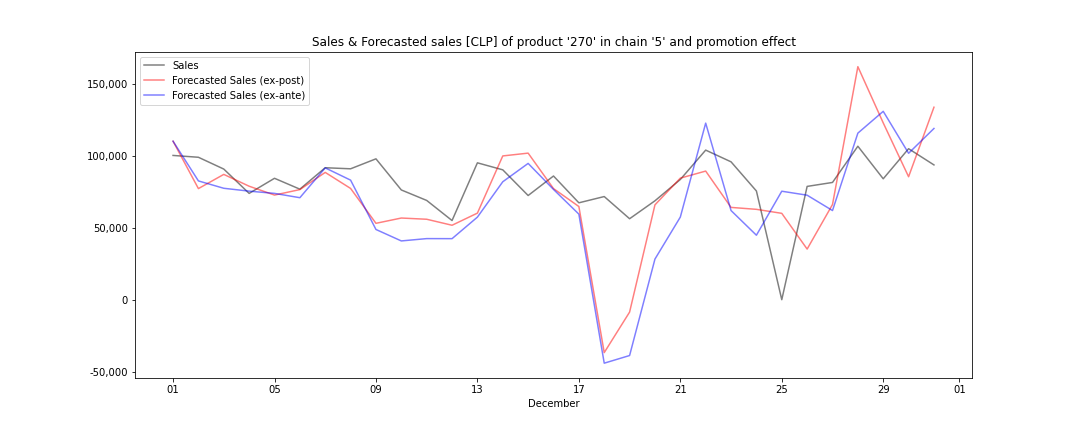 Sales & Forecasted sales [CLP] of product '270' in chain '5' and promotion effect
Sales
Forecasted Sales (ex-post)
Forecasted Sales (ex-ante)
150,000
100,000
50,000
0
-50,000
01 05 09 13 17 21 25 29 01
December